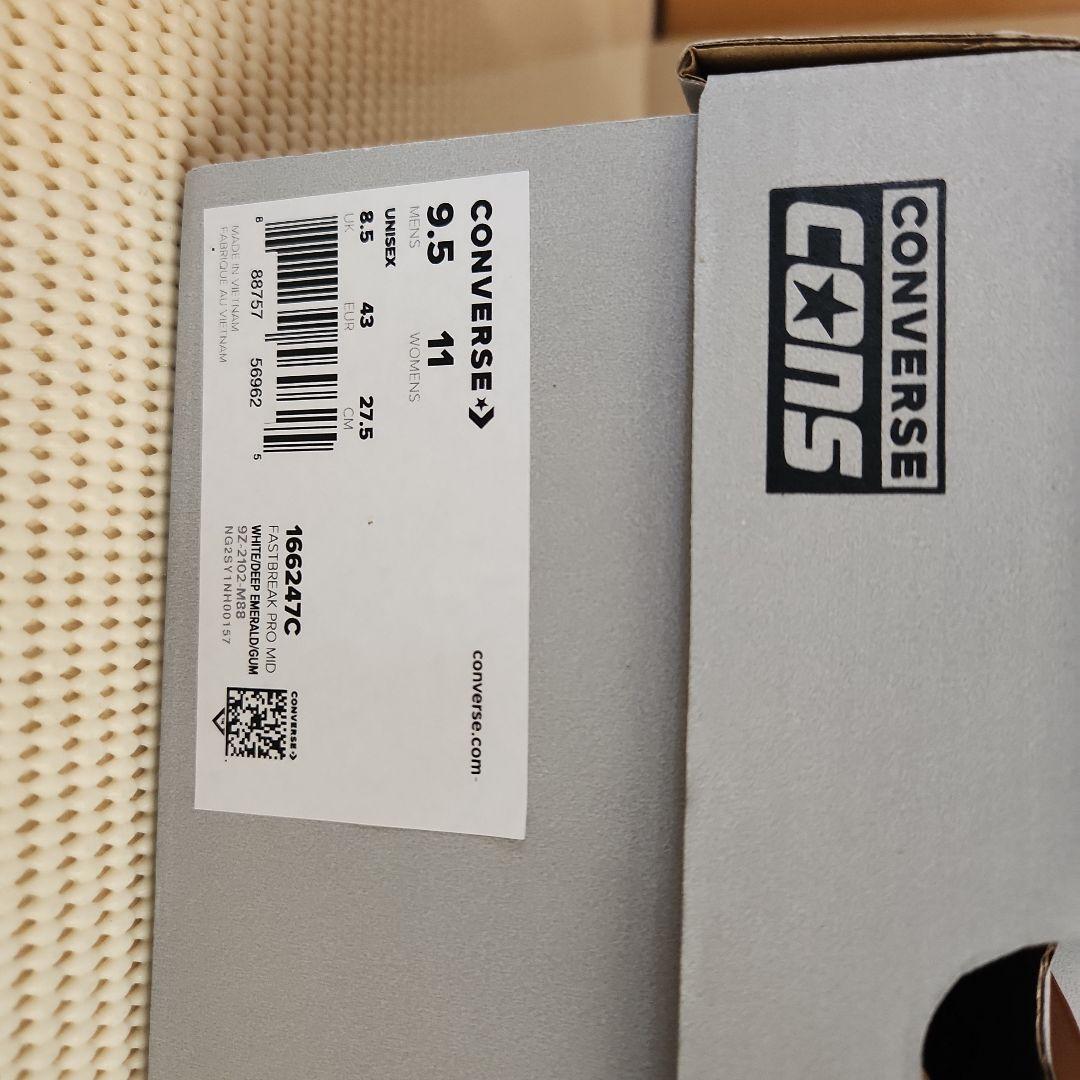 CONVERSE
9.5 11
MENS WOMENS
UNISEX
8.5 43 27.5
UK EUR CM
8 88757 56962 5
MADE IN VIETNAM
FABRIQUE AU VIETNAM
converse.com
166247C
FASTBREAK PRO MID
WHITE/DEEP EMERALD/GUM
9Z-2102-M88
NG2SY1NH00157
CONVERSE
CONVERSE
CONS